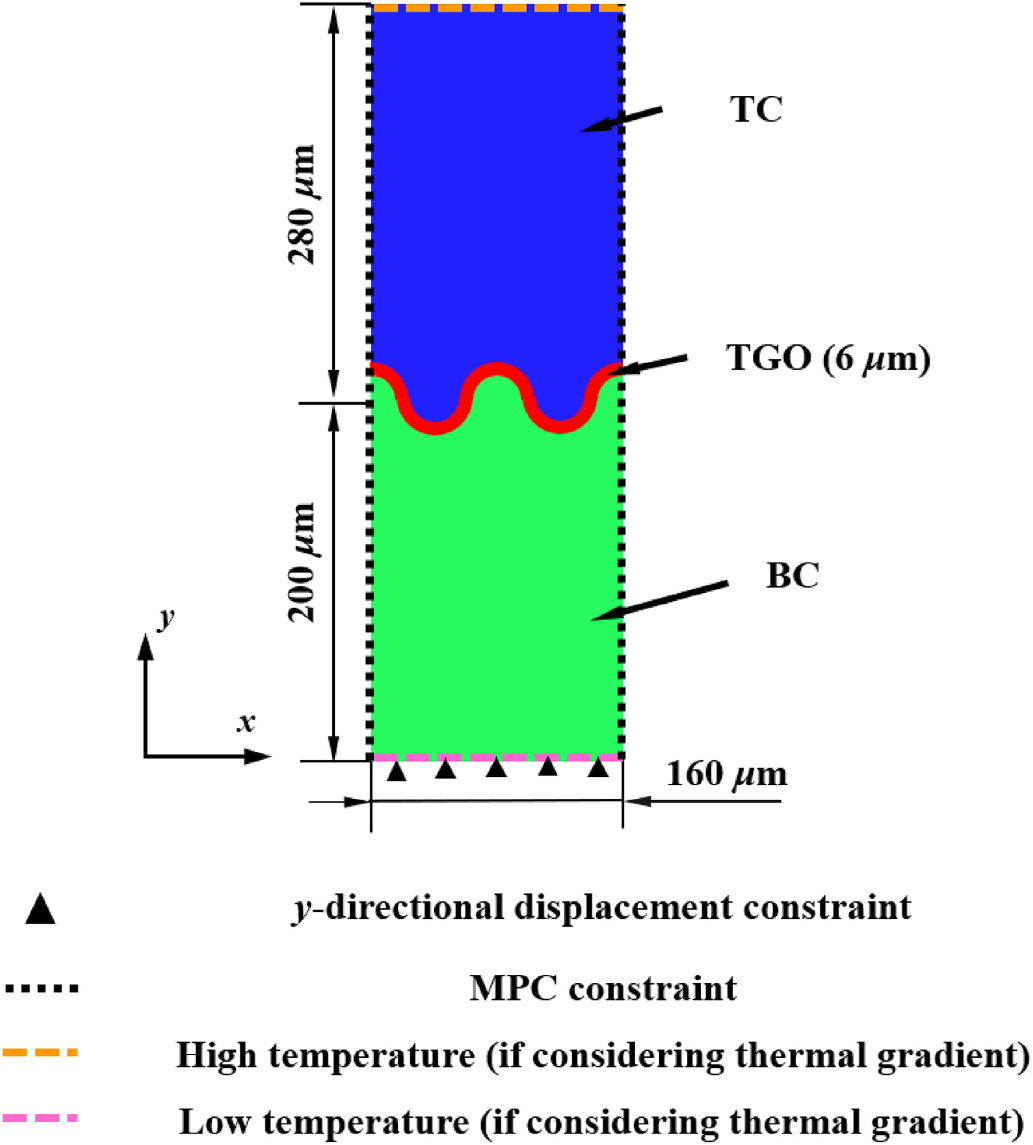 TC
280 μm
TGO (6 μm)
200 μm
BC
y
x
160 μm
y-directional displacement constraint
MPC constraint
High temperature (if considering thermal gradient)
Low temperature (if considering thermal gradient)